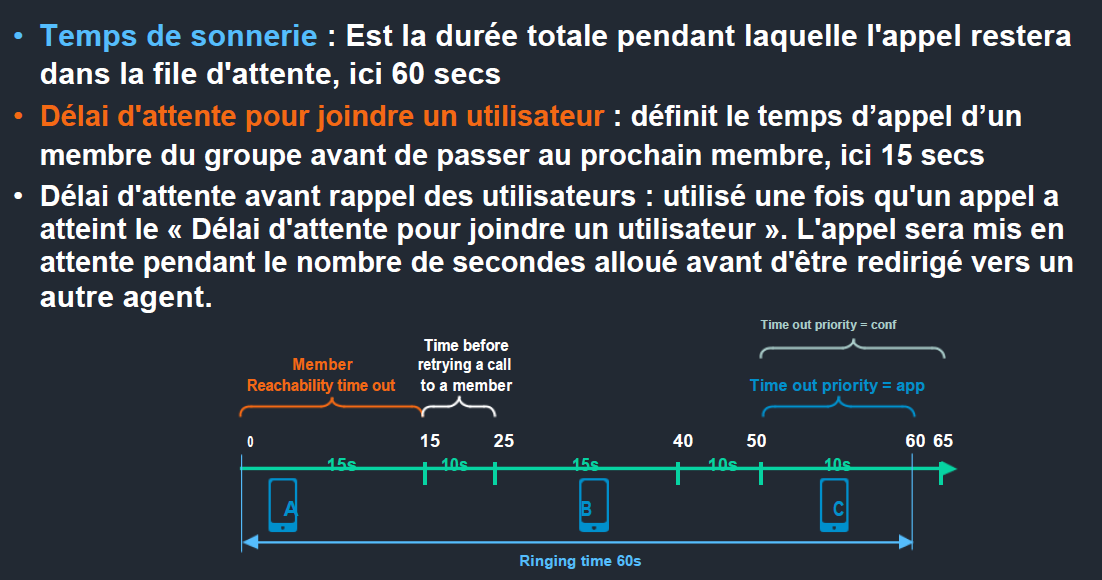 • Temps de sonnerie : Est la durée totale pendant laquelle l'appel restera
dans la file d'attente, ici 60 secs
• Délai d'attente pour joindre un utilisateur : définit le temps d’appel d’un
membre du groupe avant de passer au prochain membre, ici 15 secs
• Délai d'attente avant rappel des utilisateurs : utilisé une fois qu'un appel a
atteint le « Délai d'attente pour joindre un utilisateur ». L'appel sera mis en
attente pendant le nombre de secondes alloué avant d'être redirigé vers un
autre agent.
Time out priority = conf
Time before
retrying a call
to a member
Member
Reachability time out
Time out priority = app
0 15 25 40 50 60 65
15s 10s 15s 10s 10s
A B C
Ringing time 60s